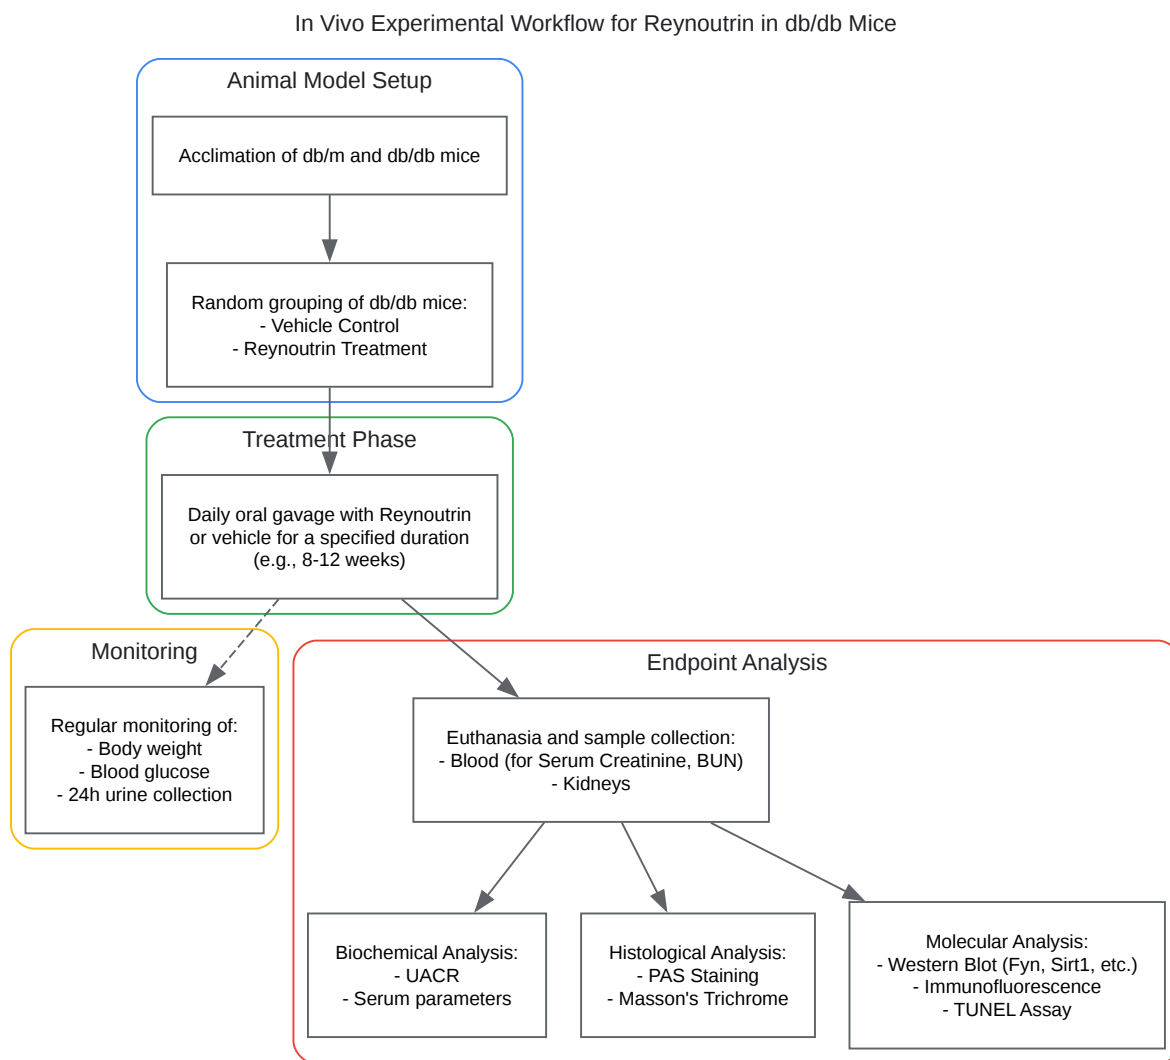 In Vivo Experimental Workflow for Reynoutrin in db/db Mice
Animal Model Setup
Acclimation of db/m and db/db mice
Random grouping of db/db mice:
- Vehicle Control
- Reynoutrin Treatment
Treatment Phase
Daily oral gavage with Reynoutrin
or vehicle for a specified duration
(e.g., 8-12 weeks)
Monitoring
Regular monitoring of:
- Body weight
- Blood glucose
- 24h urine collection
Endpoint Analysis
Euthanasia and sample collection:
- Blood (for Serum Creatinine, BUN)
- Kidneys
Biochemical Analysis:
- UACR
- Serum parameters
Histological Analysis:
- PAS Staining
- Masson's Trichrome
Molecular Analysis:
- Western Blot (Fyn, Sirt1, etc.)
- Immunofluorescence
- TUNEL Assay